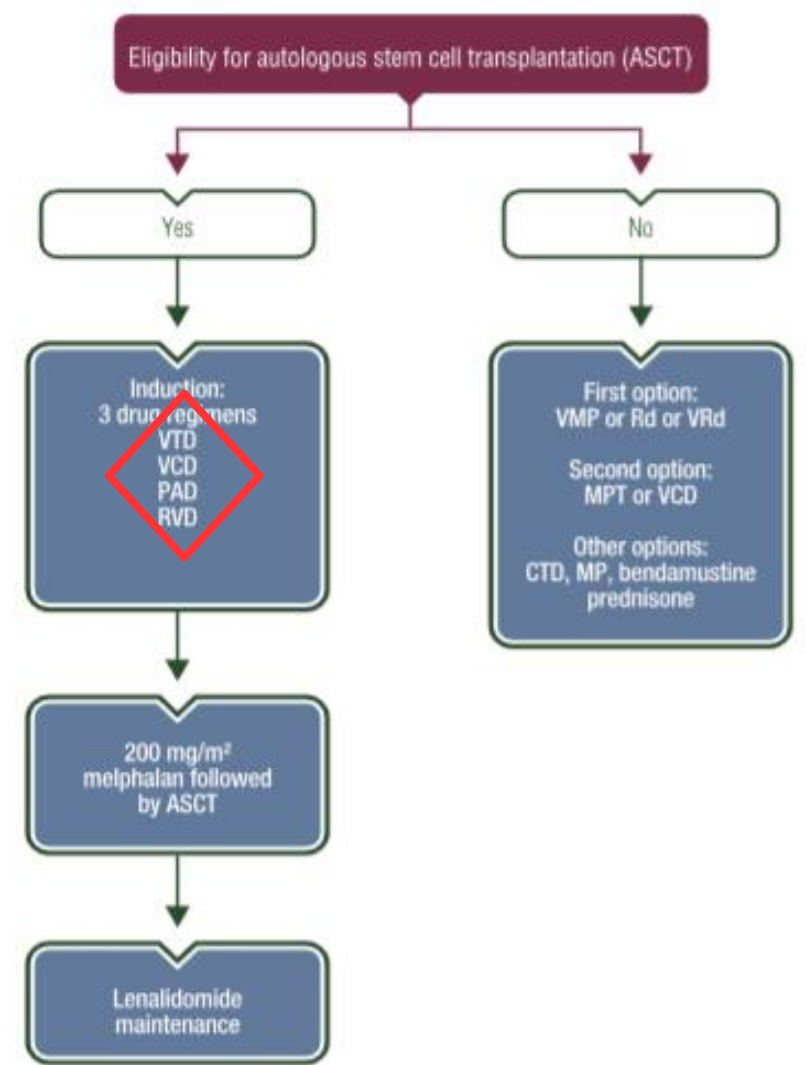 Eligibility for autologous stem cell transplantation (ASCT)
Yes
No
Induction:
3 drug regimens
VTD
VCD
PAD
RVD
First option:
VMP or Rd or VRd
Second option:
MPT or VCD
Other options:
CTD, MP, bendamustine
prednisone
200 mg/m²
melphalan followed
by ASCT
Lenalidomide
maintenance